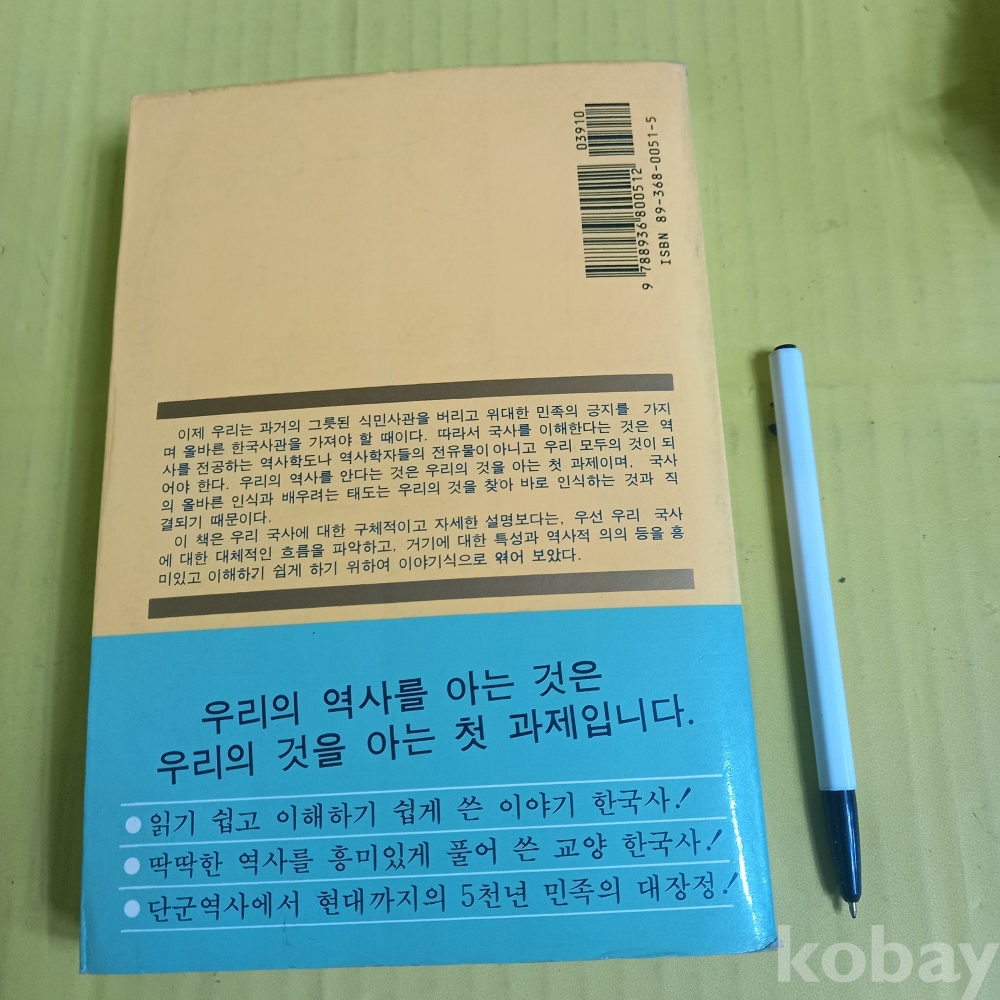 03910
9 788936 800512
ISBN 89-368-0051-5
이제 우리는 과거의 그릇된 식민사관을 버리고 위대한 민족의 긍지를 가지
며 올바른 한국사관을 가져야 할 때이다. 따라서 국사를 이해한다는 것은 역
사를 전공하는 역사학도나 역사학자들의 전유물이 아니고 우리 모두의 것이 되
어야 한다. 우리의 역사를 안다는 것은 우리의 것을 아는 첫 과제이며, 국사
의 올바른 인식과 배우려는 태도는 우리의 것을 찾아 바로 인식하는 것과 직
결되기 때문이다.
이 책은 우리 국사에 대한 구체적이고 자세한 설명보다는, 우선 우리 국사
에 대한 대체적인 흐름을 파악하고, 거기에 대한 특성과 역사적 의의 등을 흥
미있고 이해하기 쉽게 하기 위하여 이야기식으로 엮어 보았다.
우리의 역사를 아는 것은
우리의 것을 아는 첫 과제입니다.
● 읽기 쉽고 이해하기 쉽게 쓴 이야기 한국사!
● 딱딱한 역사를 흥미있게 풀어 쓴 교양 한국사!
● 단군역사에서 현대까지의 5천년 민족의 대장정!
kobay